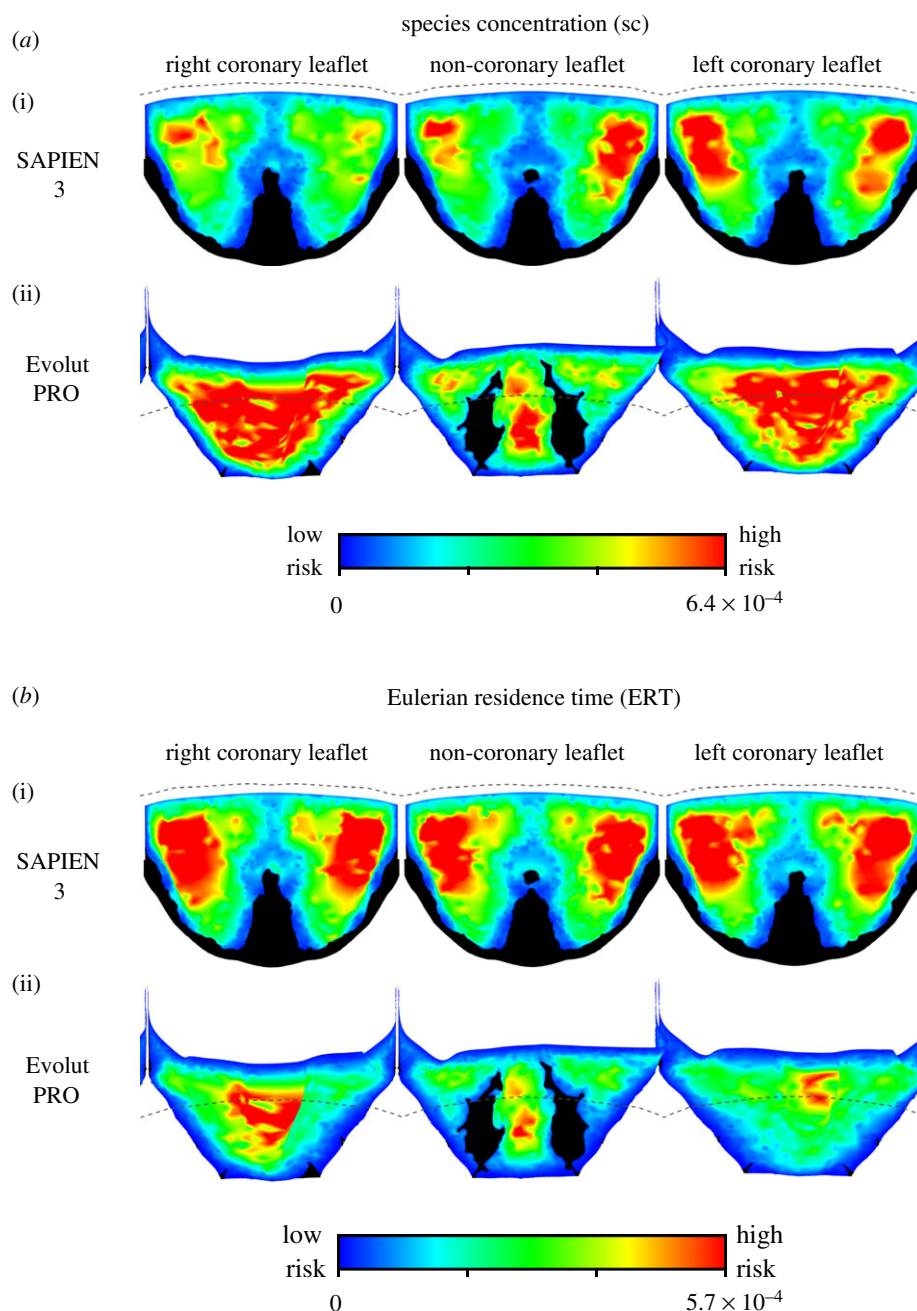 (a)
species concentration (sc)
right coronary leaflet non-coronary leaflet left coronary leaflet
(i)
SAPIEN
3
(ii)
Evolut
PRO
low high
risk risk
0 6.4 × 10⁻⁴
(b)
Eulerian residence time (ERT)
right coronary leaflet non-coronary leaflet left coronary leaflet
(i)
SAPIEN
3
(ii)
Evolut
PRO
low high
risk risk
0 5.7 × 10⁻⁴